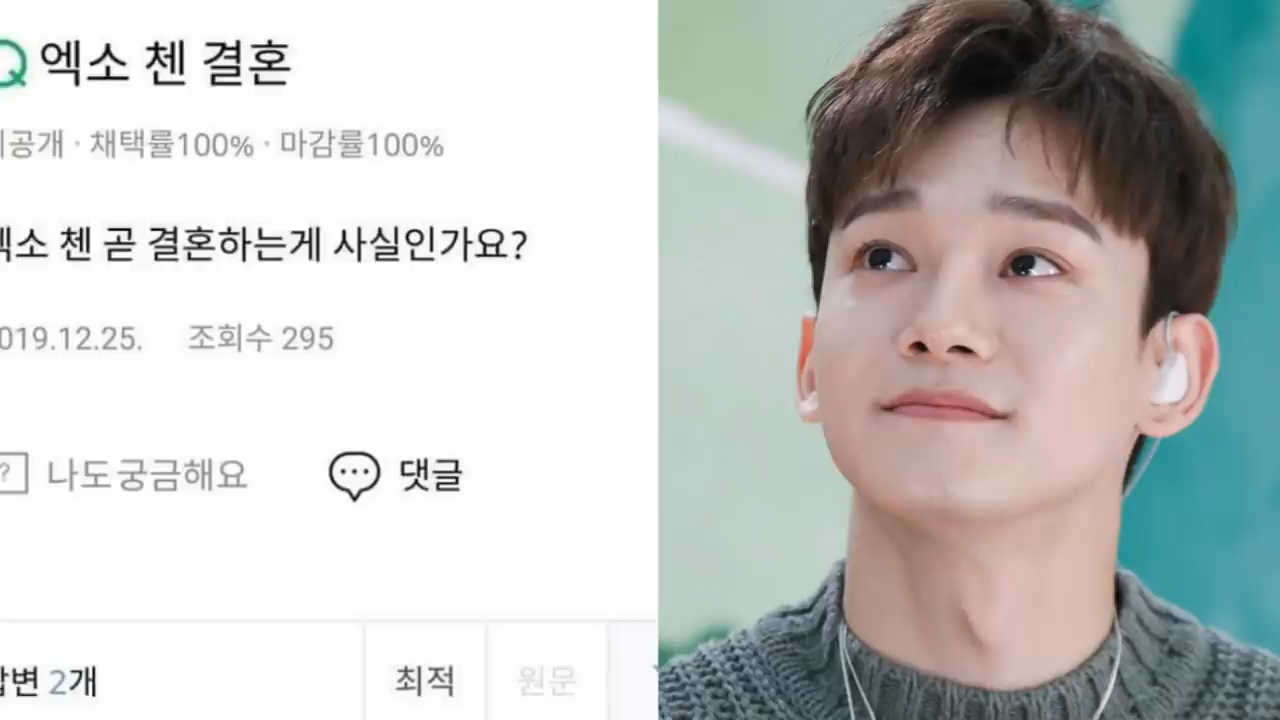 엑소 첸 결혼
공개 · 채택률100% · 마감률100%
첸 곧 결혼하는게 사실인가요?
019.12.25. 조회수 295
나도 궁금해요 댓글
2개 최적 원문